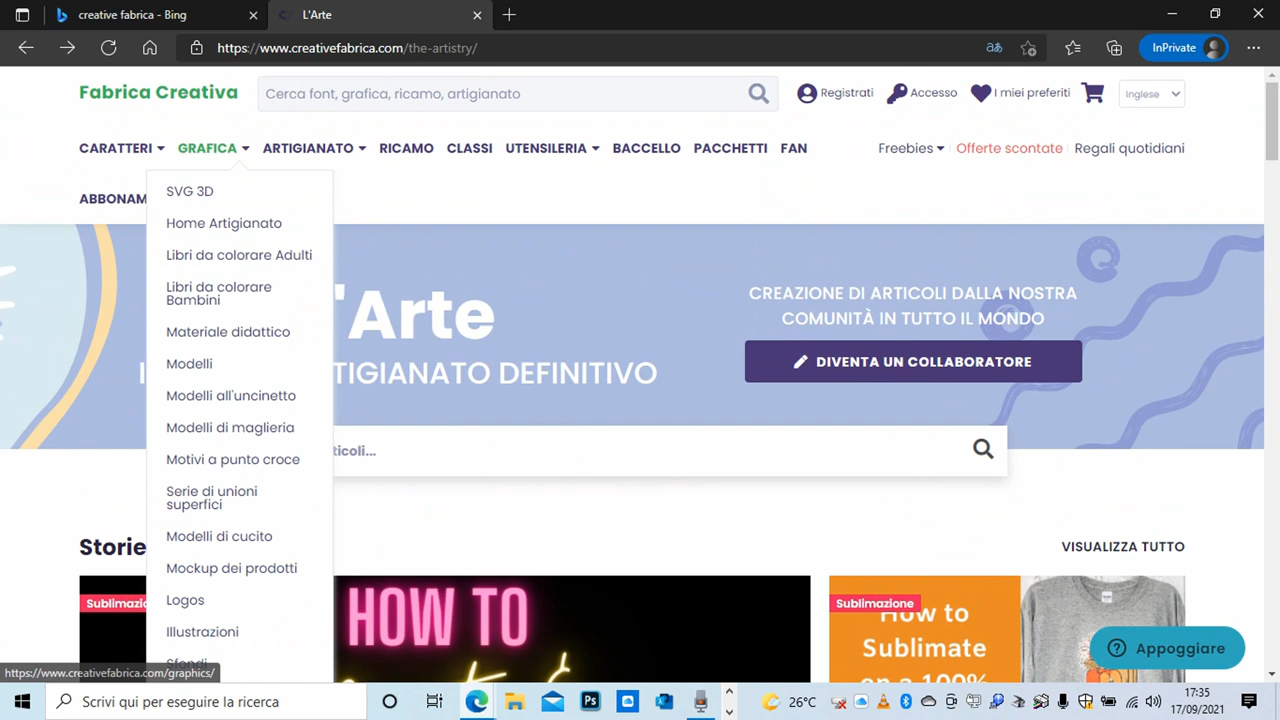 creative fabrica - Bing
L'Arte
https://www.creativefabrica.com/the-artistry/
InPrivate
Fabrica Creativa
Cerca font, grafica, ricamo, artigianato
Registrati
Accesso
I miei preferiti
Inglese
CARATTERI GRAFICA ARTIGIANATO RICAMO CLASSI UTENSILERIA BACCELLO PACCHETTI FAN
Freebies Offerte scontate Regali quotidiani
ABBONAM
SVG 3D
Home Artigianato
Libri da colorare Adulti
Libri da colorare
Bambini
Materiale didattico
Modelli
Modelli all'uncinetto
Modelli di maglieria
Motivi a punto croce
Serie di unioni
superfici
Modelli di cucito
Mockup dei prodotti
Logos
Illustrazioni
Sfondi
'Arte
TIGIANATO DEFINITIVO
CREAZIONE DI ARTICOLI DALLA NOSTRA
COMUNITÀ IN TUTTO IL MONDO
DIVENTA UN COLLABORATORE
ticoli...
Storie
VISUALIZZA TUTTO
Sublimazio
HOW TO
Sublimazione
How to
Sublimate
on a 100%
Appoggiare
https://www.creativefabrica.com/graphics/
Scrivi qui per eseguire la ricerca
Ps
26°C
17:35
17/09/2021